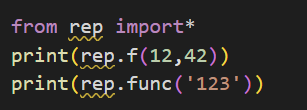 from rep import*
print(rep.f(12,42))
print(rep.func('123'))